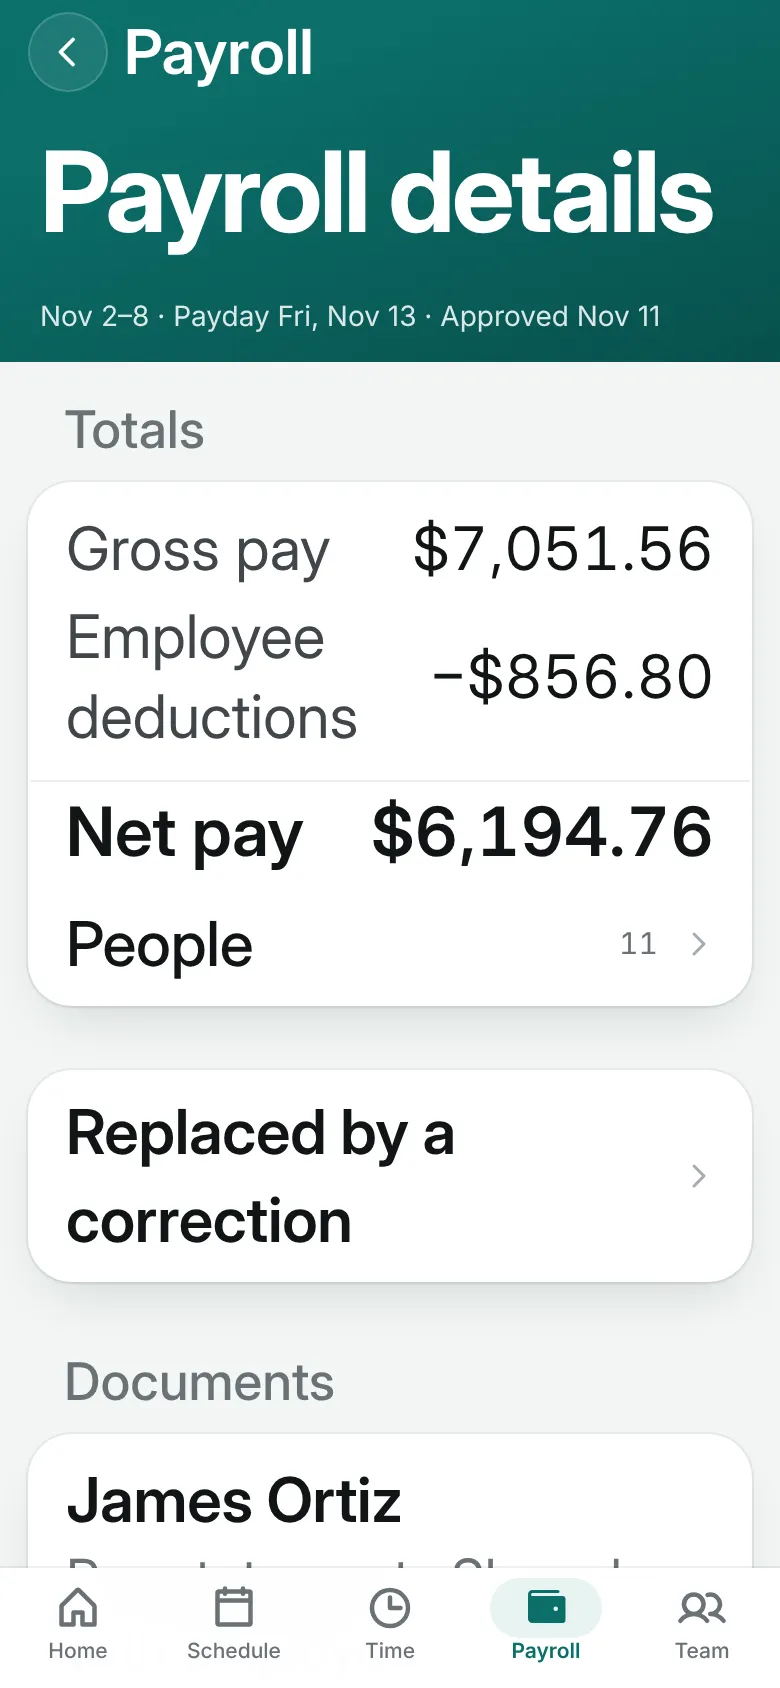 Payroll
Payroll details
Nov 2–8 · Payday Fri, Nov 13 · Approved Nov 11
Totals
Gross pay $7,051.56
Employee deductions −$856.80
Net pay $6,194.76
People 11
Replaced by a
correction
Documents
James Ortiz
Home Schedule Time Payroll Team